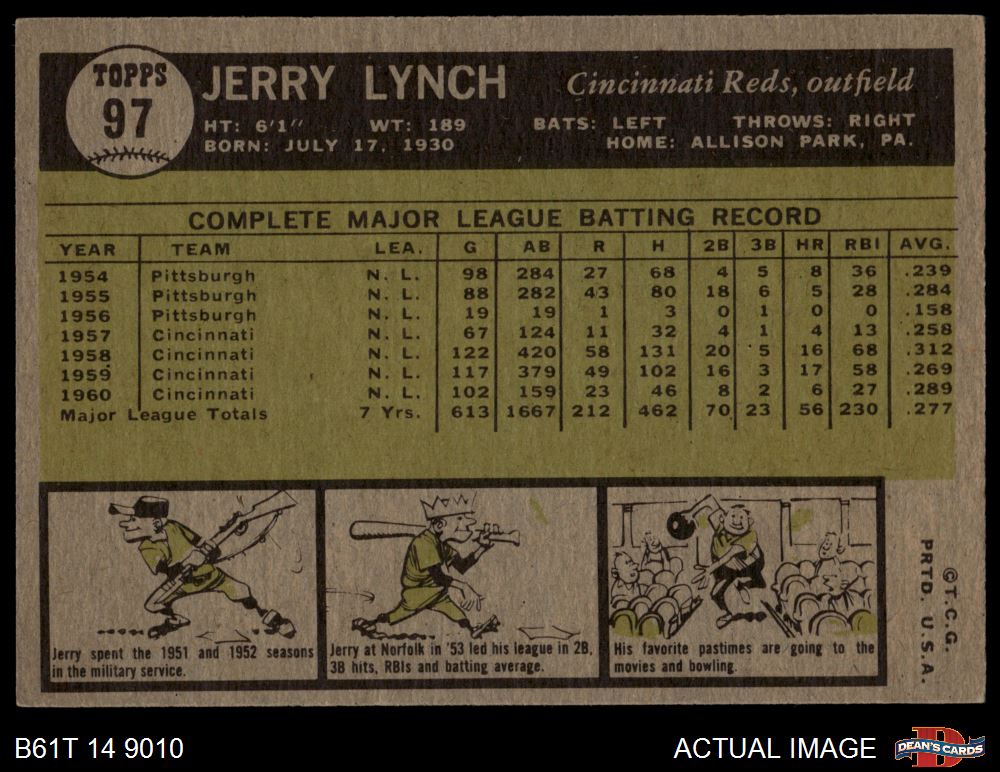 TOPPS
97
JERRY LYNCH
Cincinnati Reds, outfield
HT: 6'1" WT: 189 BATS: LEFT THROWS: RIGHT
BORN: JULY 17, 1930 HOME: ALLISON PARK, PA.
COMPLETE MAJOR LEAGUE BATTING RECORD
YEAR TEAM LEA. G AB R H 2B 3B HR RBI AVG.
1954 Pittsburgh N. L. 98 284 27 68 4 5 8 36 .239
1955 Pittsburgh N. L. 88 282 43 80 18 6 5 28 .284
1956 Pittsburgh N. L. 19 19 1 3 0 1 0 0 .158
1957 Cincinnati N. L. 67 124 11 32 4 1 4 13 .258
1958 Cincinnati N. L. 122 420 58 131 20 5 16 68 .312
1959 Cincinnati N. L. 117 379 49 102 16 3 17 58 .269
1960 Cincinnati N. L. 102 159 23 46 8 2 6 27 .289
Major League Totals 7 Yrs. 613 1667 212 462 70 23 56 230 .277
Jerry spent the 1951 and 1952 seasons
in the military service.
Jerry at Norfolk in '53 led his league in 2B,
3B hits, RBIs and batting average.
His favorite pastimes are going to the
movies and bowling.
©T.C.G.
PRTD. U.S.A.
B61T 14 9010
ACTUAL IMAGE
D
DEAN'S CARDS